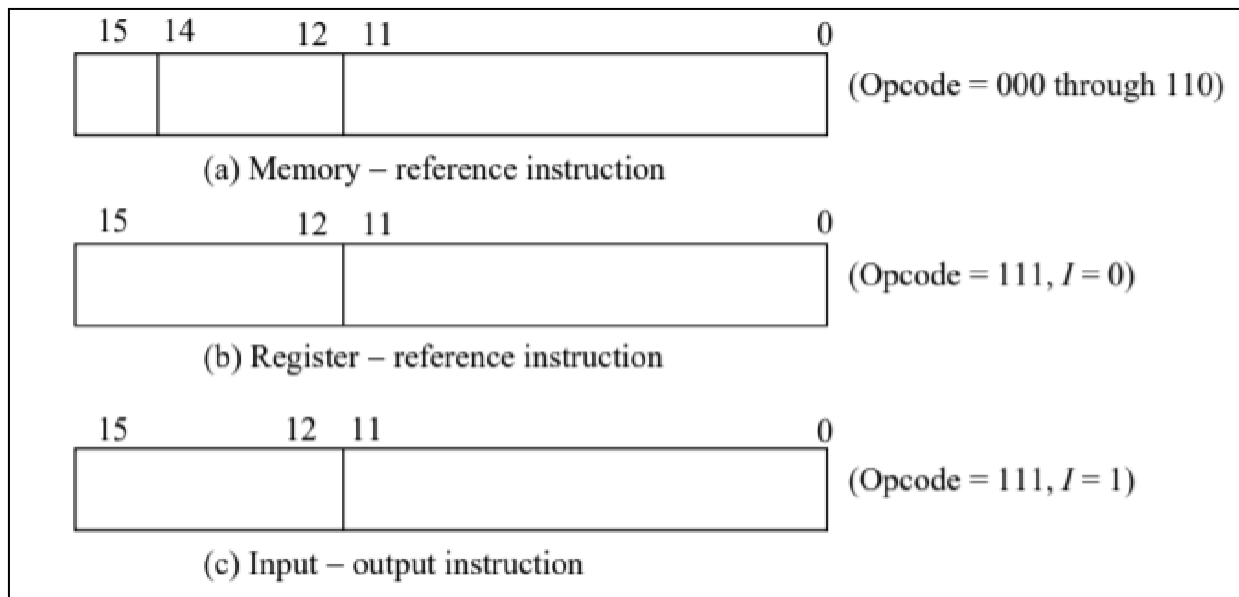 15 14 12 11 0
(Opcode = 000 through 110)
(a) Memory – reference instruction
15 12 11 0
(Opcode = 111, I = 0)
(b) Register – reference instruction
15 12 11 0
(Opcode = 111, I = 1)
(c) Input – output instruction